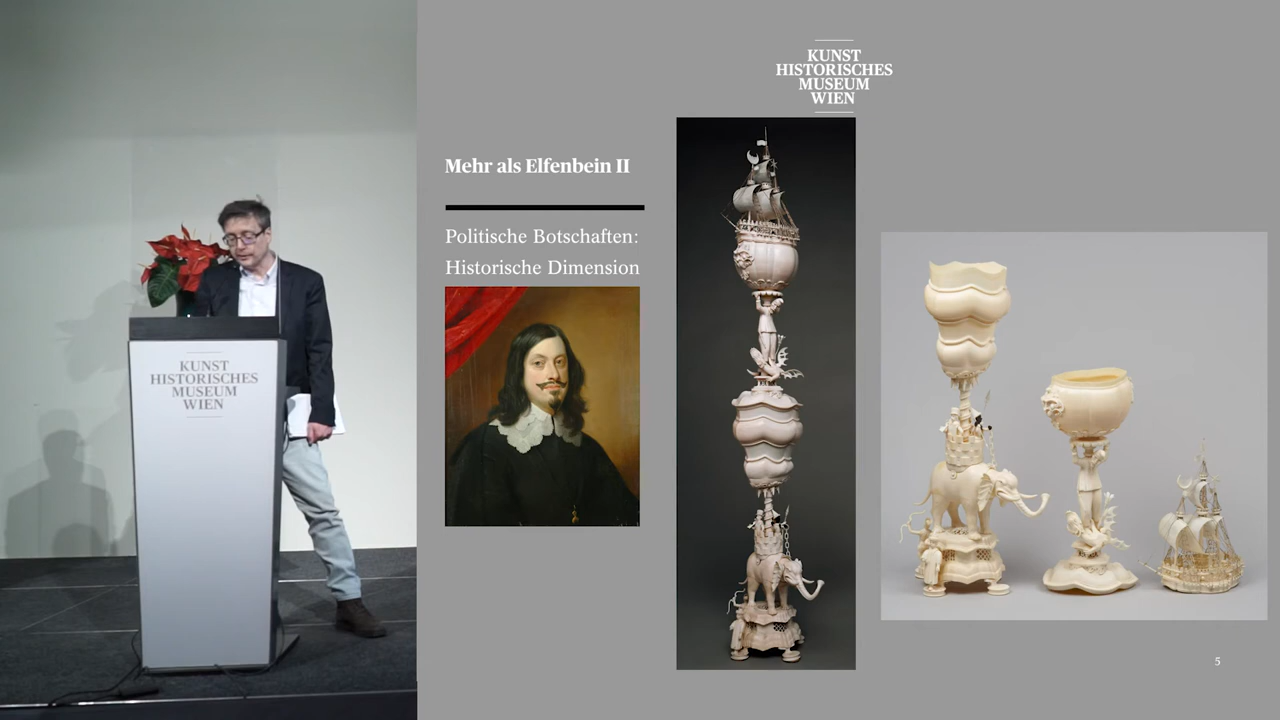 KUNST
HISTORISCHES
MUSEUM
WIEN
KUNST
HISTORISCHES
MUSEUM
WIEN
Mehr als Elfenbein II
Politische Botschaften:
Historische Dimension
5